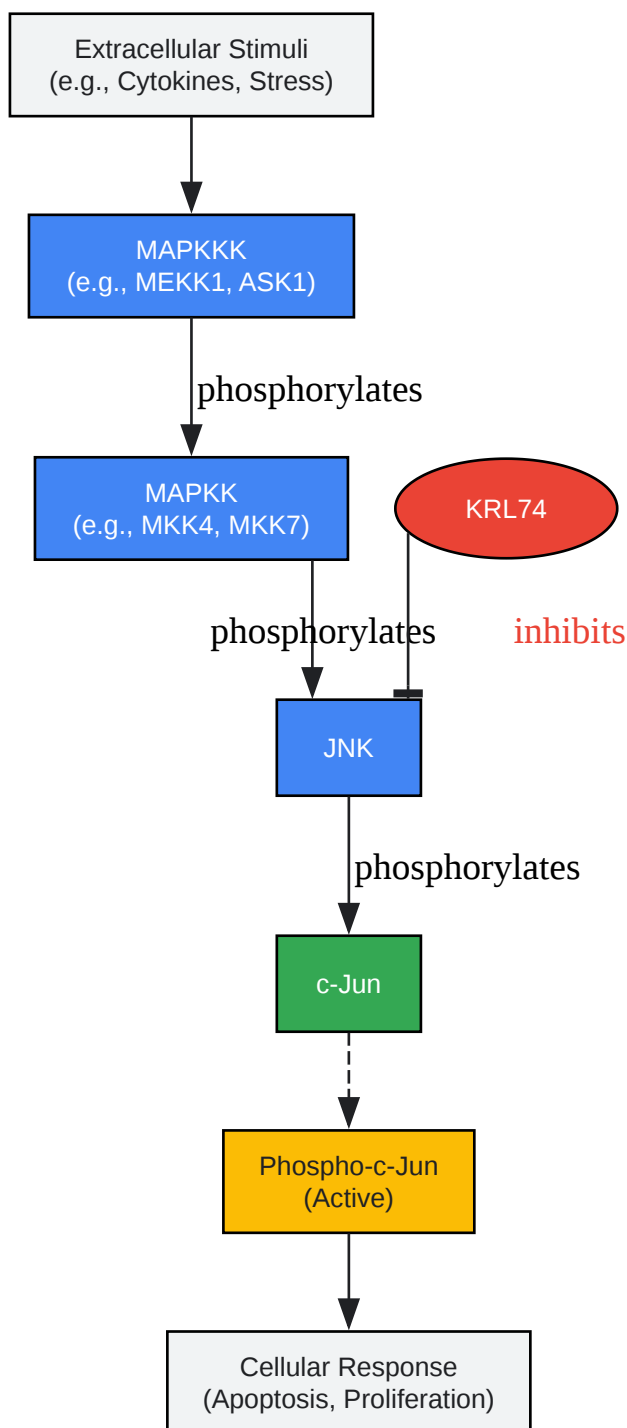 Extracellular Stimuli
(e.g., Cytokines, Stress)
MAPKKK
(e.g., MEKK1, ASK1)
phosphorylates
MAPKK
(e.g., MKK4, MKK7)
KRL74
phosphorylates
inhibits
JNK
phosphorylates
c-Jun
Phospho-c-Jun
(Active)
Cellular Response
(Apoptosis, Proliferation)